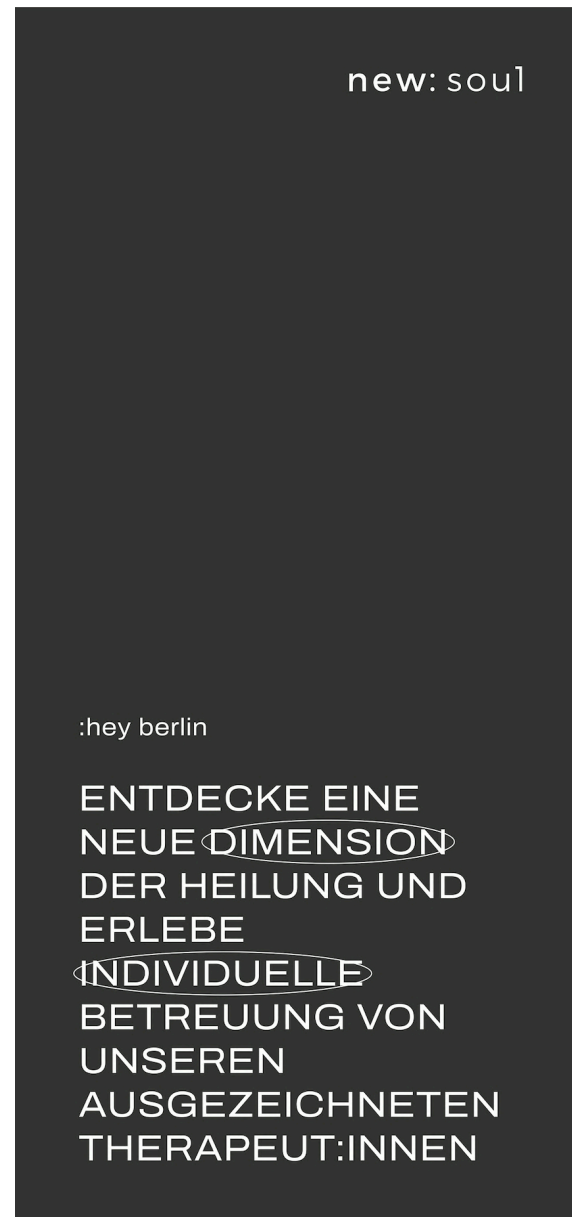 new: soul
:hey berlin
ENTDECKE EINE
NEUE DIMENSION
DER HEILUNG UND
ERLEBE
INDIVIDUELLE
BETREUUNG VON
UNSEREN
AUSGEZEICHNETEN
THERAPEUT:INNEN